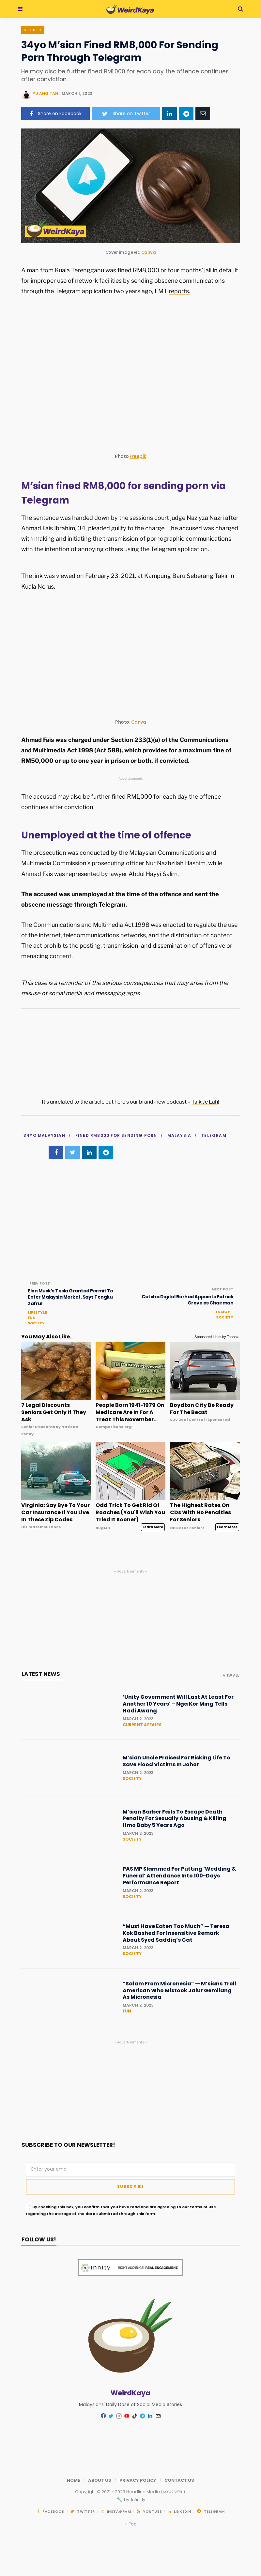 WeirdKaya
SOCIETY
34yo M’sian Fined RM8,000 For Sending
Porn Through Telegram
He may also be further fined RM6,000 for each day the offence continues
after conviction.
YU ANG TAN | MARCH 1, 2023
Share on Facebook
Share on Twitter
WeirdKaya
Cover image via Canva
A man from Kuala Terengganu was fined RM8,000 or four months’ jail in default
for improper use of network facilities by sending obscene communications
through the Telegram application two years ago, FMT reports.
Photo Freepik
M’sian fined RM8,000 for sending porn via
Telegram
The sentence was handed down by the sessions court judge Nazlyza Nazri after
Ahmad Fais Ibrahim, 34, pleaded guilty to the charge. The accused was charged
with making and initiating the transmission of pornographic communications
with the intention of annoying others using the Telegram application.
The link was viewed on February 23, 2021, at Kampung Baru Seberang Takir in
Kuala Nerus.
Photo: Canva
Ahmad Fais was charged under Section 233(1)(a) of the Communications
and Multimedia Act 1998 (Act 588), which provides for a maximum fine of
RM50,000 or up to one year in prison or both, if convicted.
- Advertisements -
The accused may also be further fined RM1,000 for each day the offence
continues after conviction.
Unemployed at the time of offence
The prosecution was conducted by the Malaysian Communications and
Multimedia Commission’s prosecuting officer Nur Nazhzilah Hashim, while
Ahmad Fais was represented by lawyer Abdul Hayyi Salim.
The accused was unemployed at the time of the offence and sent the
obscene message through Telegram.
The Communications and Multimedia Act 1998 was enacted to regulate the use
of the internet, telecommunications networks, and the distribution of content.
The act prohibits the posting, transmission, and dissemination of offensive or
menacing content.
This case is a reminder of the serious consequences that may arise from the
misuse of social media and messaging apps.
It’s unrelated to the article but here’s our brand-new podcast – Talk Je Lah!
34YO MALAYSIAN / FINED RM8000 FOR SENDING PORN / MALAYSIA / TELEGRAM
PREV POST
Elon Musk’s Tesla Granted Permit To
Enter Malaysia Market, Says Tengku
Zafrul
LIFESTYLE
FUN
SOCIETY
NEXT POST
Catcha Digital Berhad Appoints Patrick
Grove as Chairman
INSIGHT
SOCIETY
You May Also Like...
Sponsored Links by Taboola
7 Legal Discounts
Seniors Get Only If They
Ask
Senior Discounts By National
Penny
People Born 1941-1979 On
Medicare Are In For A
Treat This November...
Comparisons.org
Boydton City Be Ready
For The Beast
SUV Deal Central | Sponsored
Virginia: Say Bye To Your
Car Insurance If You Live
In These Zip Codes
Ultimateinsurance
Odd Trick To Get Rid Of
Roaches (You'll Wish You
Tried It Sooner)
BugMD
Learn More
The Highest Rates On
CDs With No Penalties
For Seniors
CD Rates Seniors
Learn More
- Advertisements -
LATEST NEWS
VIEW ALL
‘Unity Government Will Last At Least For
Another 10 Years’ – Nga Kor Ming Tells
Hadi Awang
MARCH 2, 2023
CURRENT AFFAIRS
M’sian Uncle Praised For Risking Life To
Save Flood Victims In Johor
MARCH 2, 2023
SOCIETY
M’sian Barber Fails To Escape Death
Penalty For Sexually Abusing & Killing
11mo Baby 5 Years Ago
MARCH 2, 2023
SOCIETY
PAS MP Slammed For Putting ‘Wedding &
Funeral’ Attendance Into 100-Days
Performance Report
MARCH 2, 2023
SOCIETY
“Must Have Eaten Too Much” — Teresa
Kok Bashed For Insensitive Remark
About Syed Saddiq’s Cat
MARCH 2, 2023
SOCIETY
“Salam From Micronesia” — M’sians Troll
American Who Mistook Jalur Gemilang
As Micronesia
MARCH 2, 2023
FUN
- Advertisements -
SUBSCRIBE TO OUR NEWSLETTER!
Enter your email
SUBSCRIBE
By checking this box, you confirm that you have read and are agreeing to our terms of use
regarding the storage of the data submitted through this form.
FOLLOW US!
innity RIGHT AUDIENCE. REAL ENGAGEMENT.
WeirdKaya
Malaysians' Daily Dose of Social Media Stories
HOME / ABOUT US / PRIVACY POLICY / CONTACT US
by Infinity
FACEBOOK TWITTER INSTAGRAM YOUTUBE LINKEDIN TELEGRAM
Top